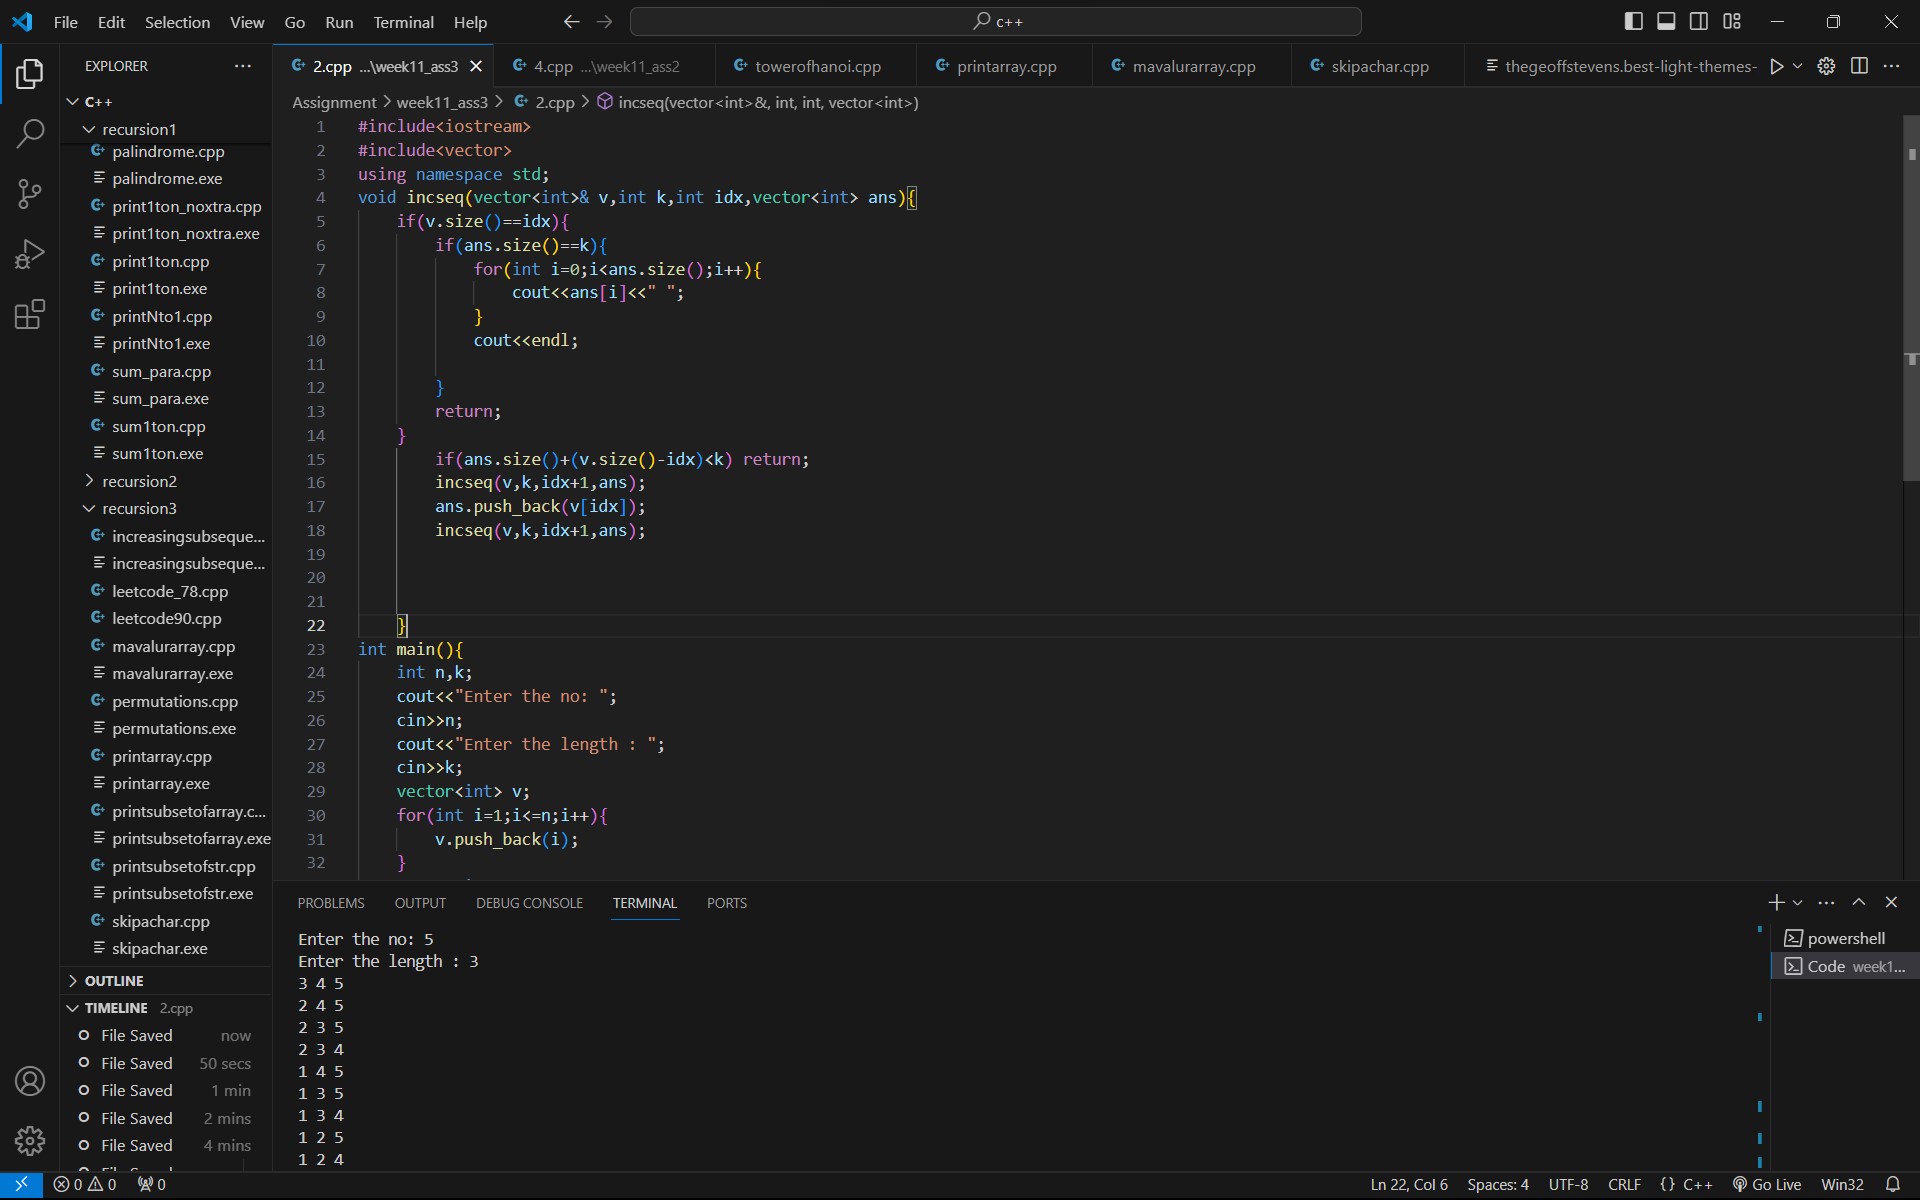 File Edit Selection View Go Run Terminal Help
c++
EXPLORER
C++
recursion1
palindrome.cpp
palindrome.exe
print1ton_noxtra.cpp
print1ton_noxtra.exe
print1ton.cpp
print1ton.exe
printNto1.cpp
printNto1.exe
sum_para.cpp
sum_para.exe
sum1ton.cpp
sum1ton.exe
recursion2
recursion3
increasingsubseque...
increasingsubseque...
leetcode_78.cpp
leetcode90.cpp
mavalurarray.cpp
mavalurarray.exe
permutations.cpp
permutations.exe
printarray.cpp
printarray.exe
printsubsetofarray.c...
printsubsetofarray.exe
printsubsetofstr.cpp
printsubsetofstr.exe
skipachar.cpp
skipachar.exe
OUTLINE
TIMELINE 2.cpp
File Saved now
File Saved 50 secs
File Saved 1 min
File Saved 2 mins
File Saved 4 mins
2.cpp ...\week11_ass3 4.cpp ...\week11_ass2 towerofhanoi.cpp printarray.cpp mavalurarray.cpp skipachar.cpp thegeoffstevens.best-light-themes-
Assignment > week11_ass3 > 2.cpp > incseq(vector<int>&, int, int, vector<int>)
1 #include<iostream>
2 #include<vector>
3 using namespace std;
4 void incseq(vector<int>& v,int k,int idx,vector<int> ans){
5 if(v.size()==idx){
6 if(ans.size()==k){
7 for(int i=0;i<ans.size();i++){
8 cout<<ans[i]<<" ";
9 }
10 cout<<endl;
11
12 }
13 return;
14 }
15 if(ans.size()+(v.size()-idx)<k) return;
16 incseq(v,k,idx+1,ans);
17 ans.push_back(v[idx]);
18 incseq(v,k,idx+1,ans);
19
20
21
22 }
23 int main(){
24 int n,k;
25 cout<<"Enter the no: ";
26 cin>>n;
27 cout<<"Enter the length : ";
28 cin>>k;
29 vector<int> v;
30 for(int i=1;i<=n;i++){
31 v.push_back(i);
32 }
PROBLEMS OUTPUT DEBUG CONSOLE TERMINAL PORTS
Enter the no: 5
Enter the length : 3
3 4 5
2 4 5
2 3 5
2 3 4
1 4 5
1 3 5
1 3 4
1 2 5
1 2 4
powershell
Code week1...
0 0 0 Ln 22, Col 6 Spaces: 4 UTF-8 CRLF {} C++ Go Live Win32